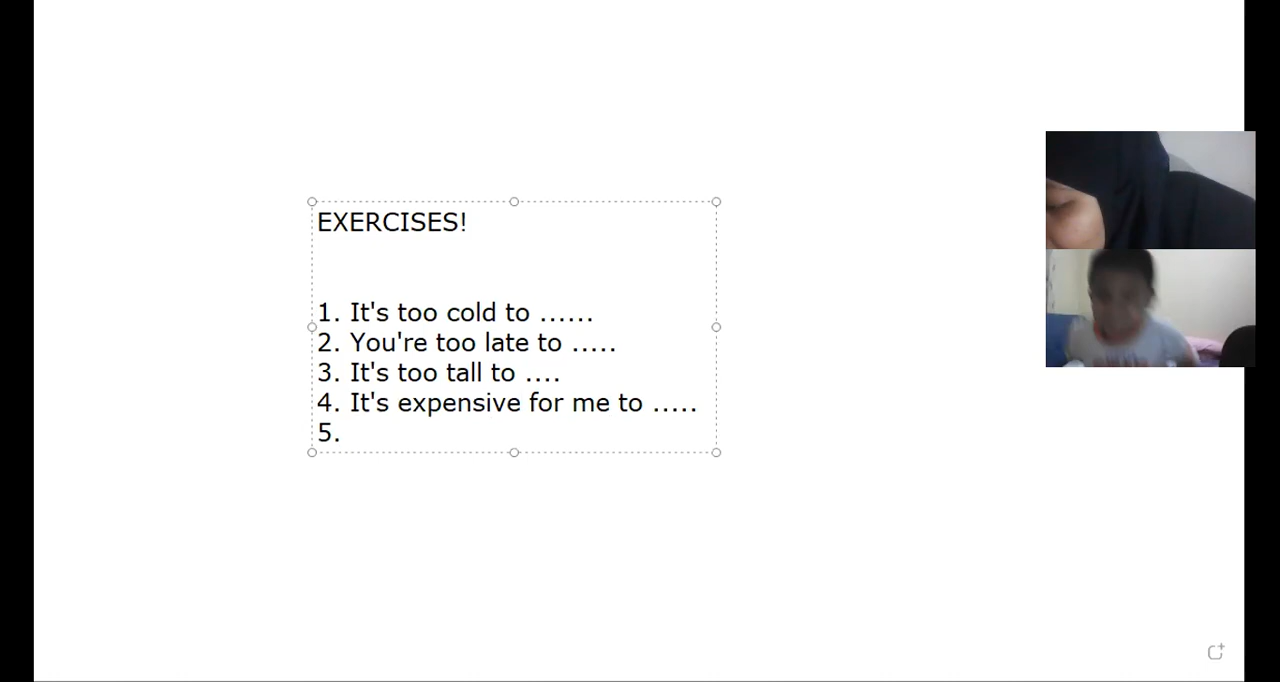 EXERCISES!
1. It's too cold to ......
2. You're too late to .....
3. It's too tall to ....
4. It's expensive for me to .....
5.